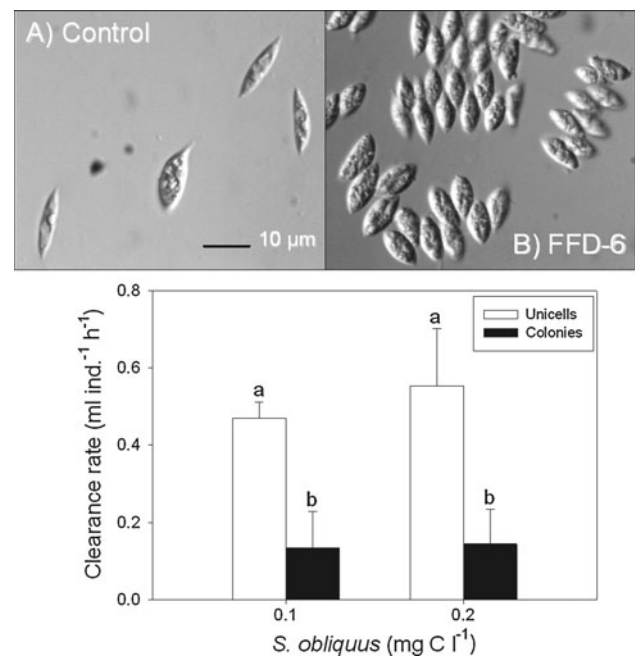 A) Control
10 µm
B) FFD-6
0.8
0.6
0.4
0.2
0.0
Clearance rate (ml ind.⁻¹ h⁻¹)
a
b
a
b
Unicells
Colonies
0.1
0.2
S. obliquus (mg C l⁻¹)